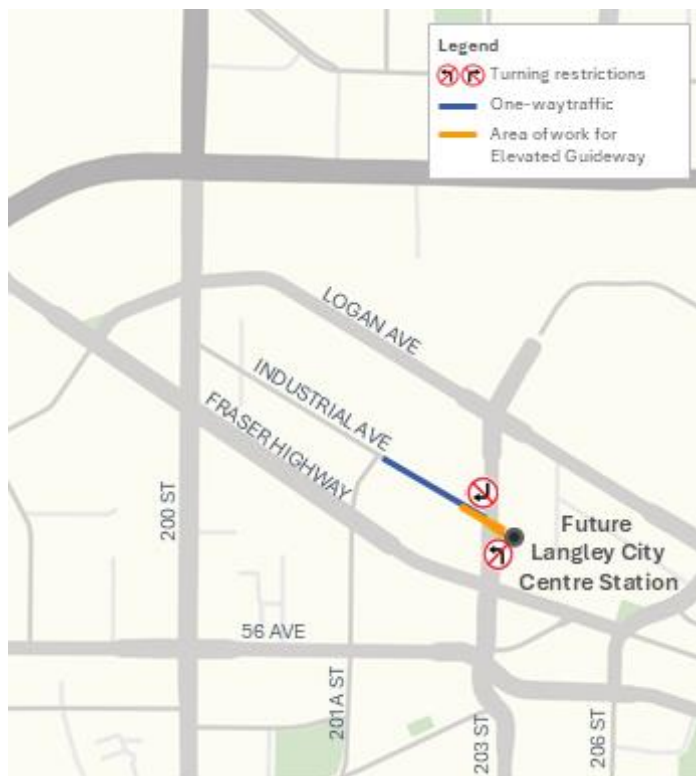 Legend
Turning restrictions
One-waytraffic
Area of work for
Elevated Guideway
LOGAN AVE
INDUSTRIAL AVE
FRASER HIGHWAY
200 ST
Future
Langley City
Centre Station
56 AVE
201A ST
203 ST
206 ST